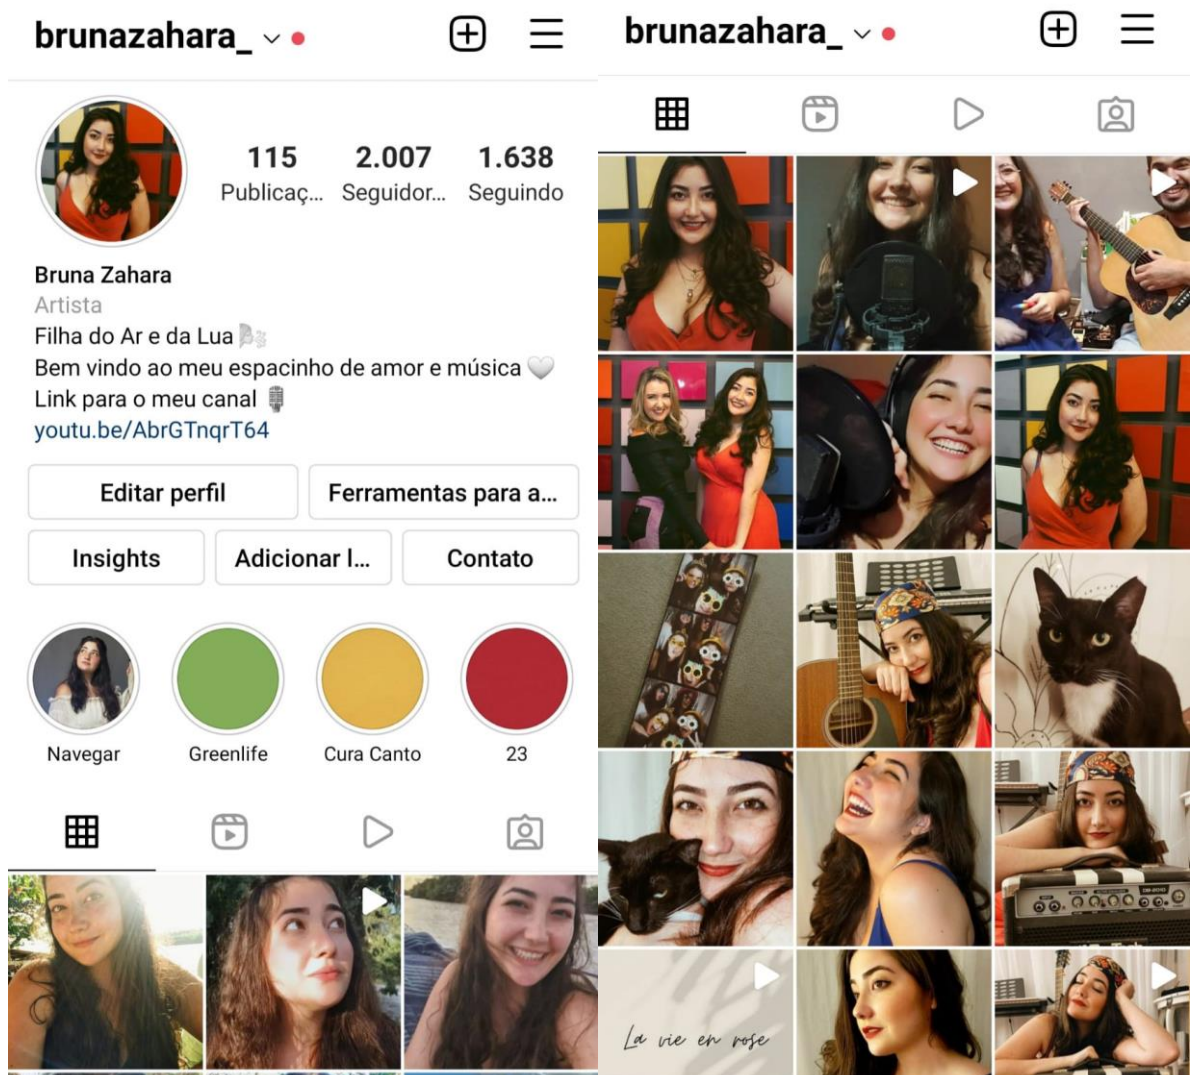 brunazahara_
115
2.007
1.638
Publicaç...
Seguidor...
Seguindo
Bruna Zahara
Artista
Filha do Ar e da Lua
Bem vindo ao meu espacinho de amor e música
Link para o meu canal
youtu.be/AbrGTnqrT64
Editar perfil
Ferramentas para a...
Insights
Adicionar l...
Contato
Navegar
Greenlife
Cura Canto
23
brunazahara_
La vie en rose